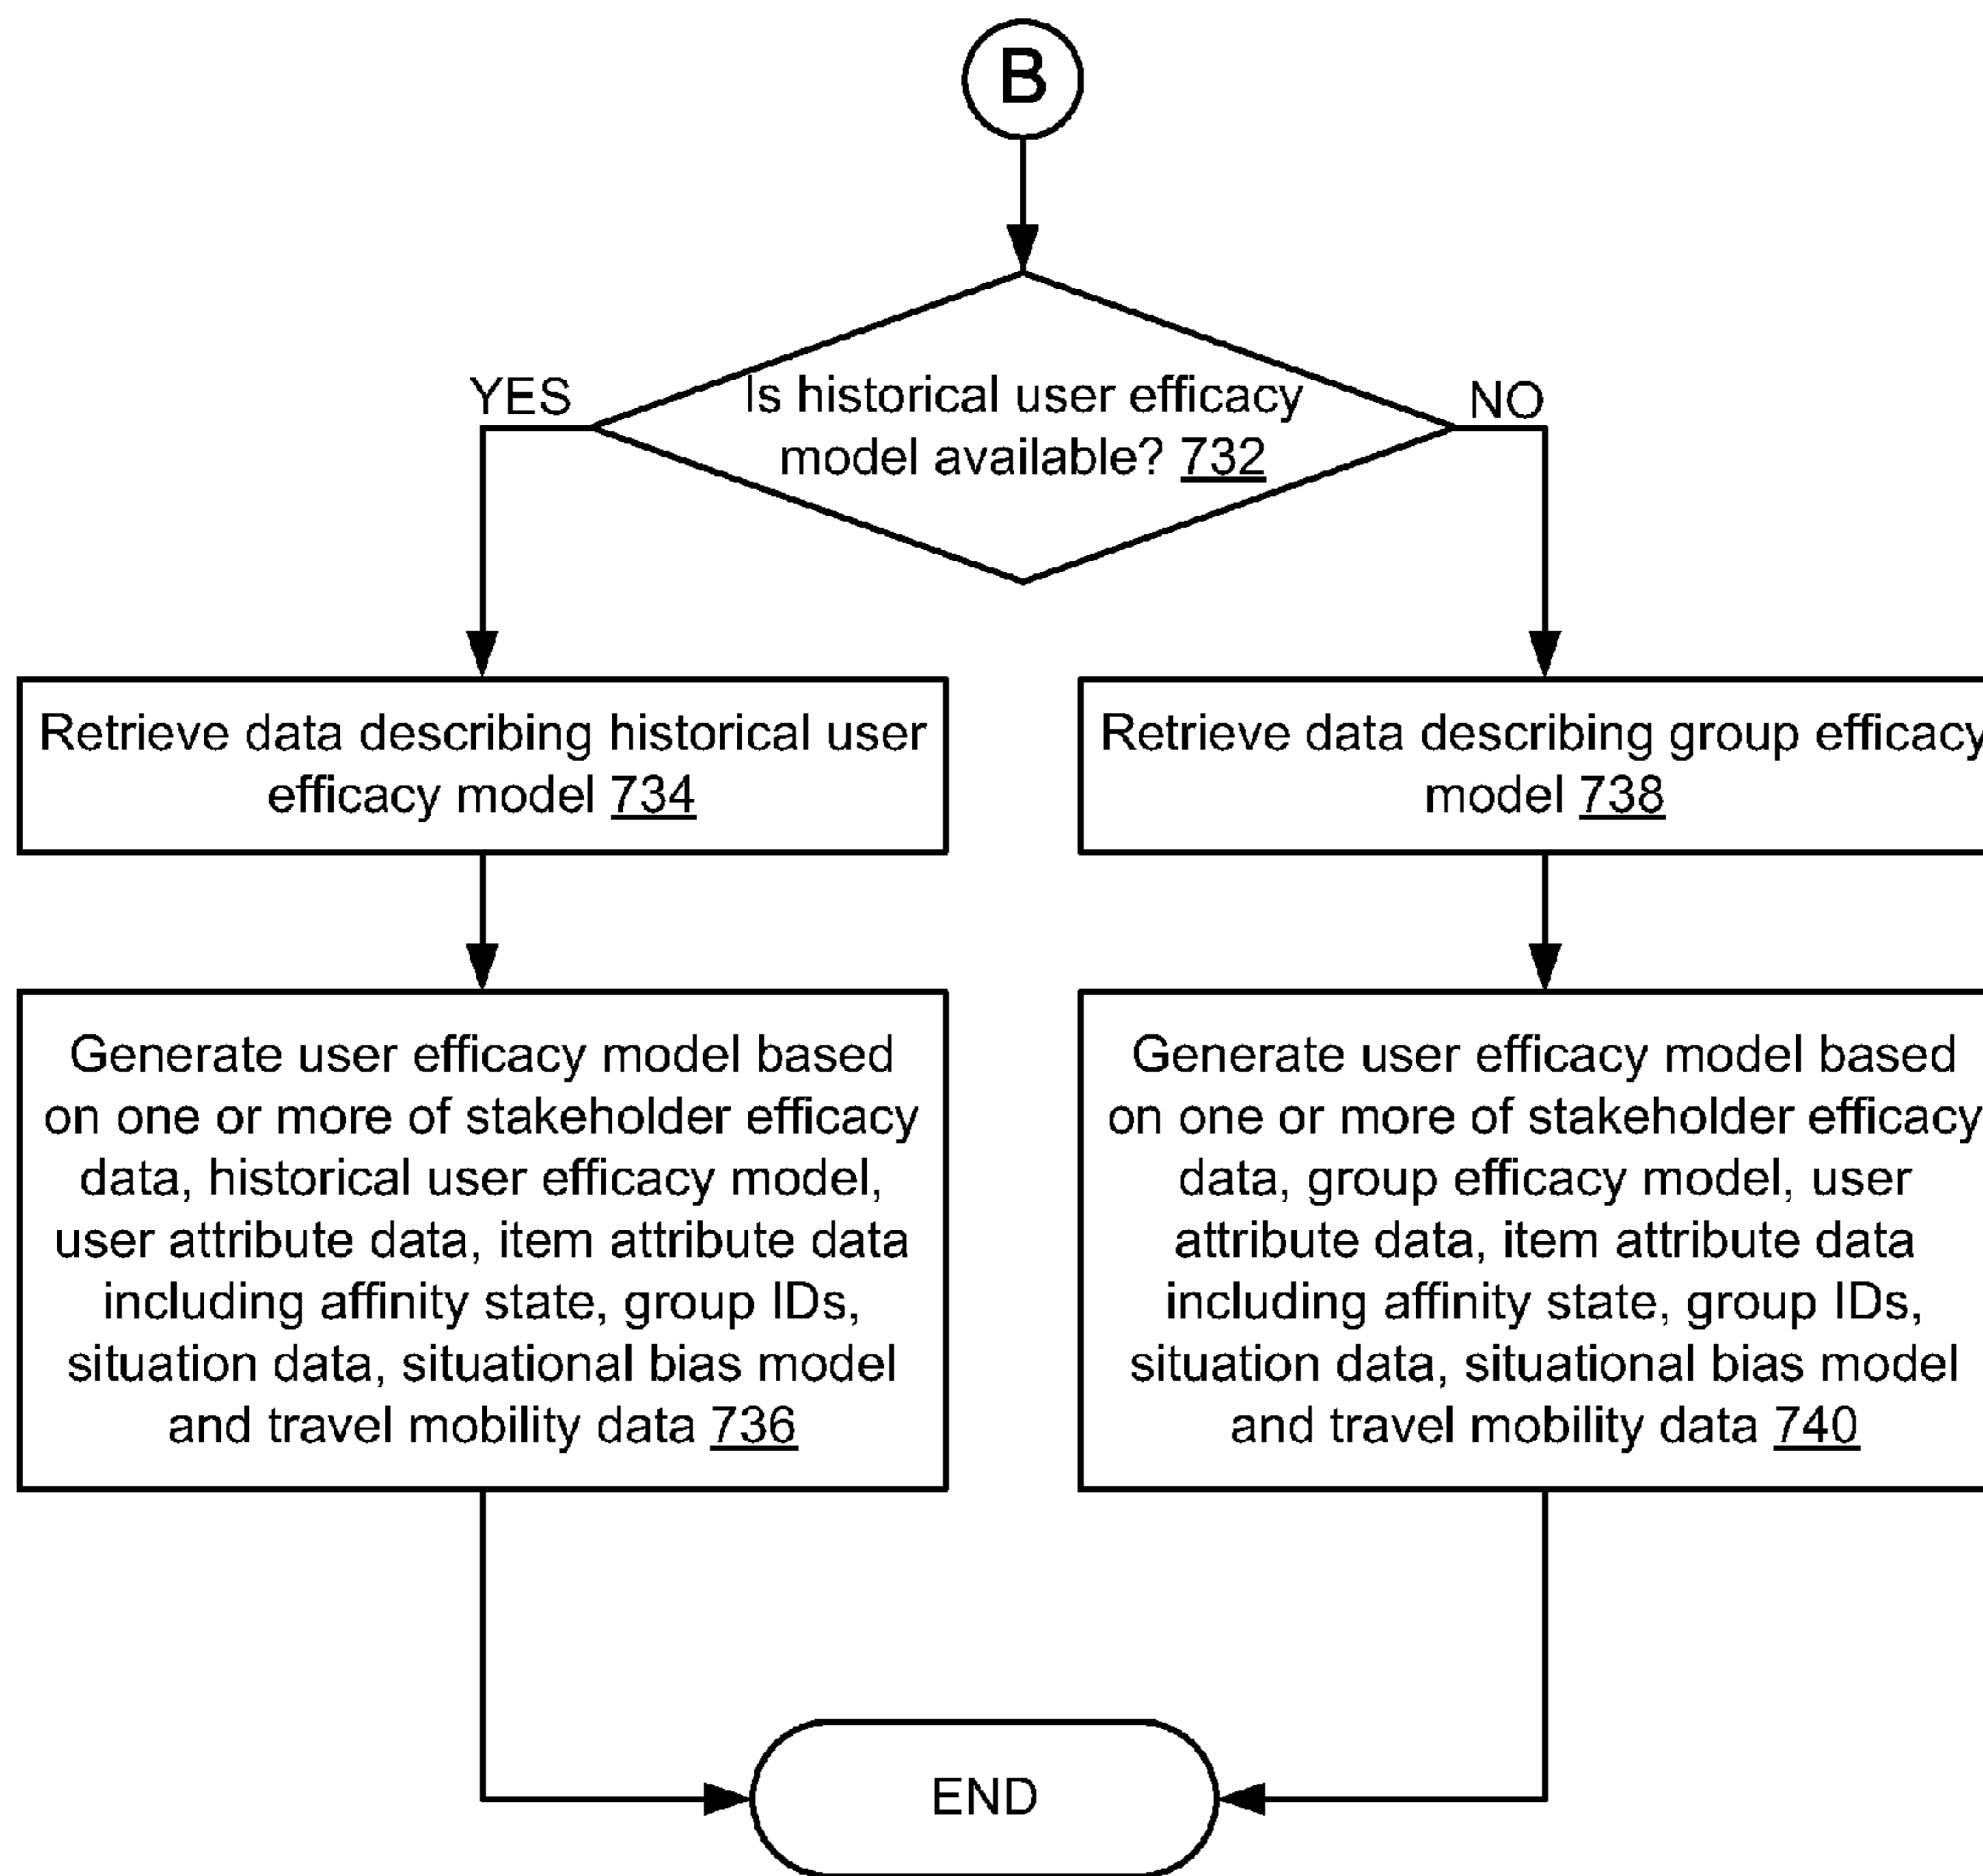 B
YES
Is historical user efficacy
model available? 732
NO
Retrieve data describing historical user
efficacy model 734
Retrieve data describing group efficacy
model 738
Generate user efficacy model based
on one or more of stakeholder efficacy
data, historical user efficacy model,
user attribute data, item attribute data
including affinity state, group IDs,
situation data, situational bias model
and travel mobility data 736
Generate user efficacy model based
on one or more of stakeholder efficacy
data, group efficacy model, user
attribute data, item attribute data
including affinity state, group IDs,
situation data, situational bias model
and travel mobility data 740
END